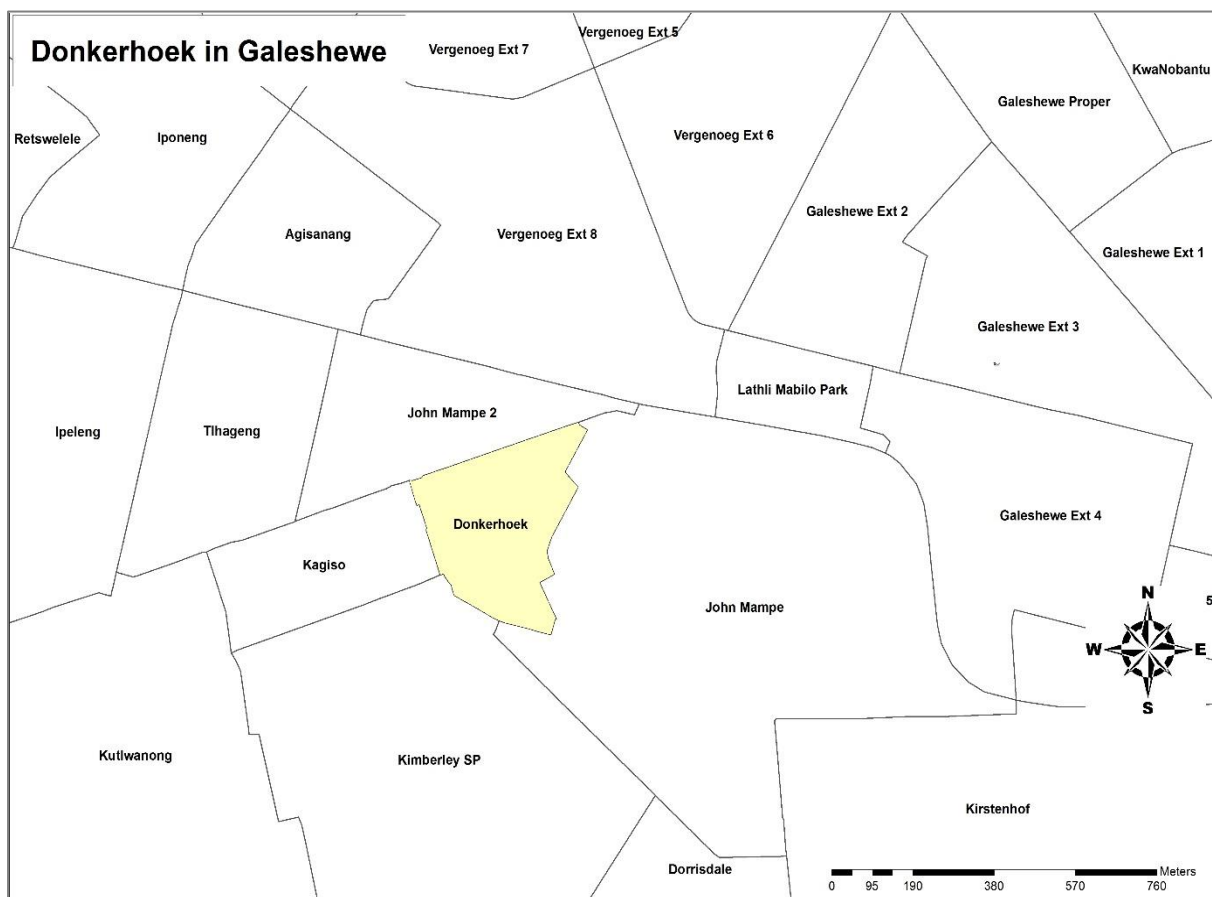 Donkerhoek in Galeshewe
Vergenoeg Ext 5
Vergenoeg Ext 7
KwaNobantu
Galeshewe Proper
Retswelele
Iponeng
Vergenoeg Ext 6
Galeshewe Ext 2
Agisanang
Vergenoeg Ext 8
Galeshewe Ext 1
Galeshewe Ext 3
Lathli Mabilo Park
John Mampe 2
Ipeleng
Tlhageng
Galeshewe Ext 4
Donkerhoek
Kagiso
5
John Mampe
N
W
E
S
Kutlwanong
Kimberley SP
Kirstenhof
Dorrisdale
Meters
0 95 190 380 570 760